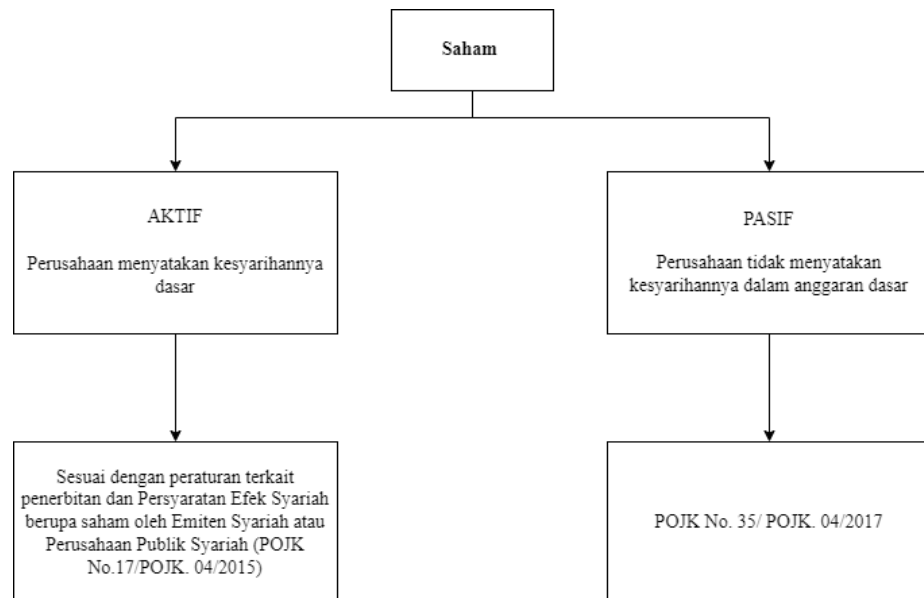 Saham
AKTIF
Perusahaan menyatakan kesyarihannya
dasar
PASIF
Perusahaan tidak menyatakan
kesyarihannya dalam anggaran dasar
Sesuai dengan peraturan terkait
penerbitan dan Persyaratan Efek Syariah
berupa saham oleh Emiten Syariah atau
Perusahaan Publik Syariah (POJK
No.17/POJK. 04/2015)
POJK No. 35/ POJK. 04/2017